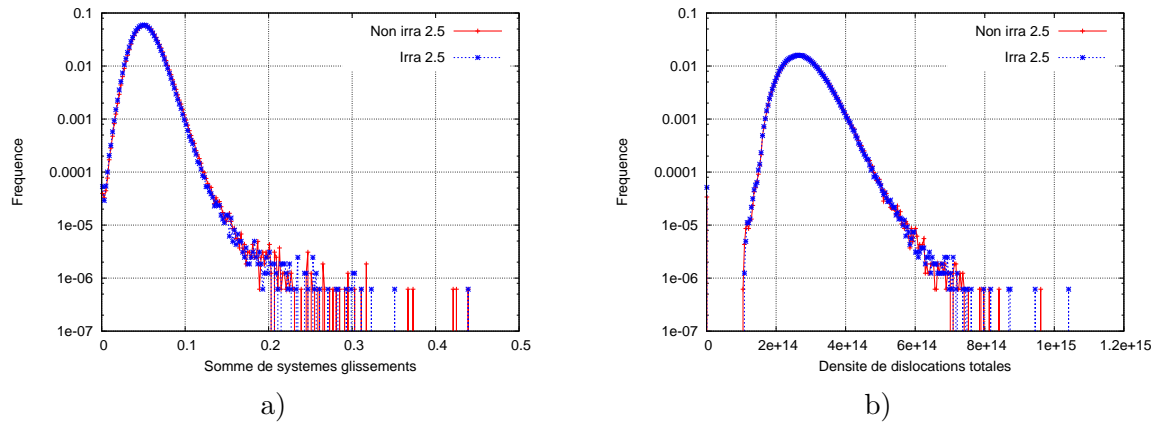 0.1
0.01
0.001
0.0001
1e-05
1e-06
1e-07
0
0.1
0.2
0.3
0.4
0.5
Frequence
Somme de systemes glissements
Non irra 2.5
Irra 2.5
a)
0.1
0.01
0.001
0.0001
1e-05
1e-06
1e-07
0
2e+14
4e+14
6e+14
8e+14
1e+15
1.2e+15
Frequence
Densite de dislocations totales
Non irra 2.5
Irra 2.5
b)